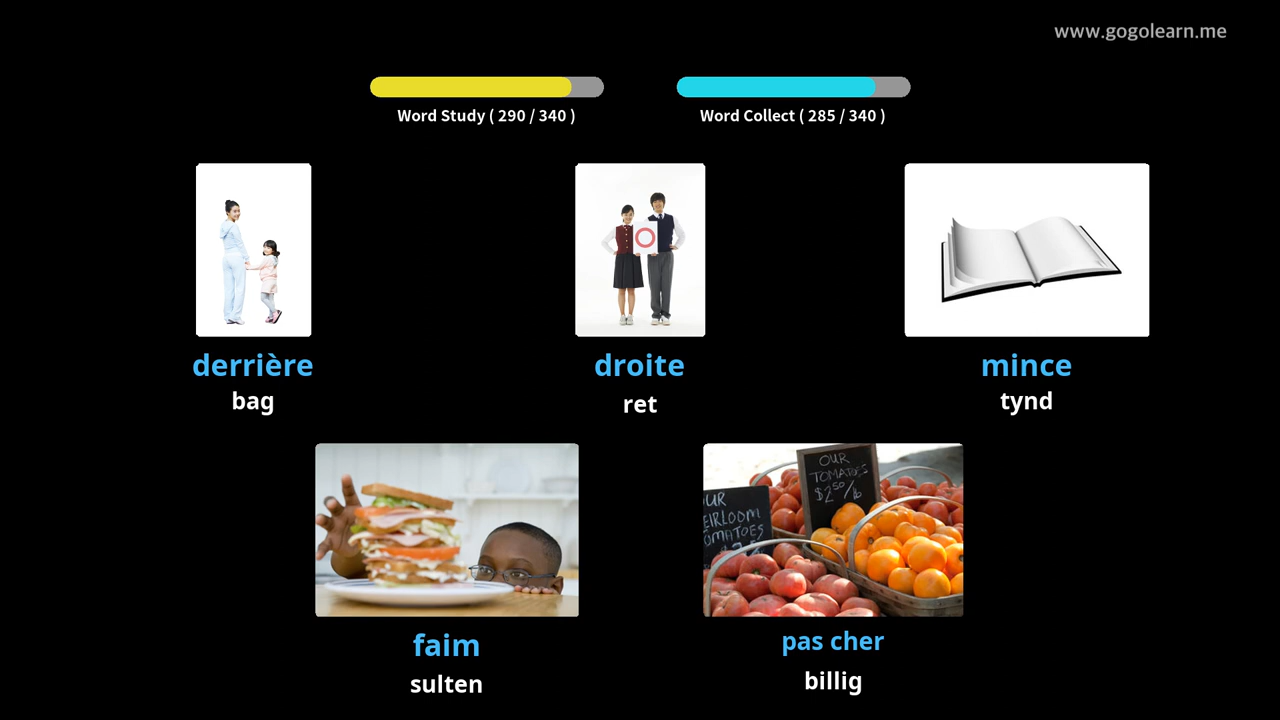 www.gogolearn.me
Word Study ( 290 / 340 )
Word Collect ( 285 / 340 )
derrière
bag
droite
ret
mince
tynd
faim
sulten
pas cher
billig
OUR
TOMATOES
$2.50/lb
OUR
EIRLOOM
OMATOES